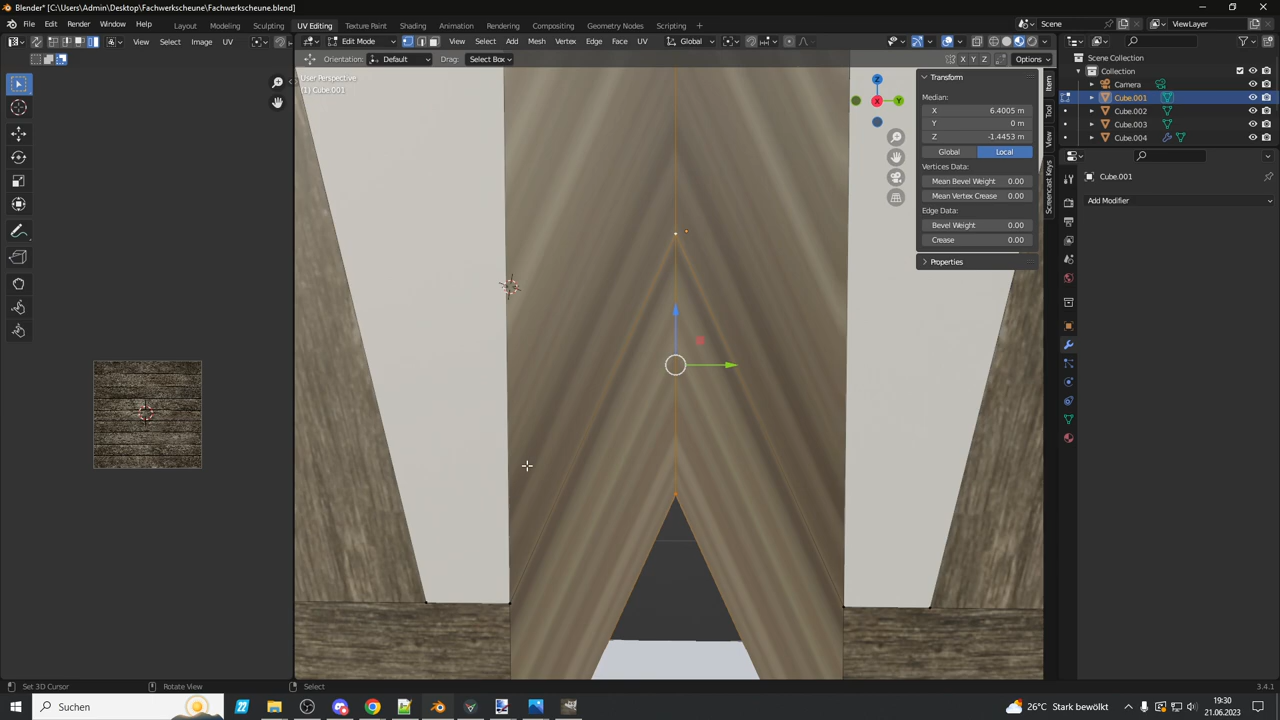 Blender* [C:\Users\Admin\Desktop\Fachwerkscheune\Fachwerkscheune.blend]
File Edit Render Window Help Layout Modeling Sculpting UV Editing Texture Paint Shading Animation Rendering Compositing Geometry Nodes Scripting + Scene ViewLayer
View Select Image UV Edit Mode View Select Add Mesh Vertex Edge Face UV Global
Orientation: Default Drag: Select Box X Y Z Options
User Perspective
(1) Cube.001
Z
X
Y
Transform
Median:
X 6.4005 m
Y 0 m
Z -1.4453 m
Global Local
Vertices Data:
Mean Bevel Weight 0.00
Mean Vertex Crease 0.00
Edge Data:
Bevel Weight 0.00
Crease 0.00
Properties
Item
Tool
View
Screencast Keys
Scene Collection
Collection
Camera
Cube.001
Cube.002
Cube.003
Cube.004
Cube.001
Add Modifier
Set 3D Cursor Rotate View Select 3.4.1
Suchen 26°C Stark bewölkt 19:30
21.06.2023